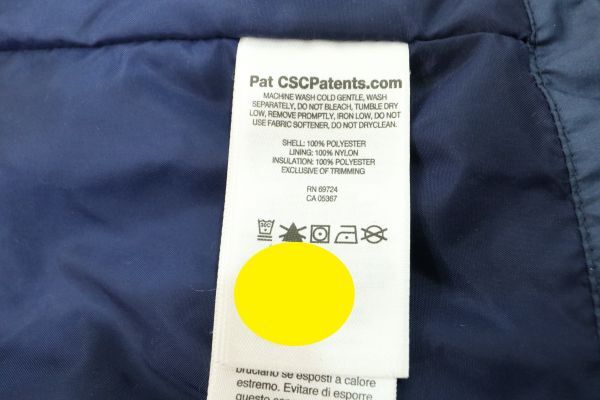 Pat CSCPatents.com
MACHINE WASH COLD GENTLE, WASH
SEPARATELY, DO NOT BLEACH, TUMBLE DRY
LOW, REMOVE PROMPTLY, IRON LOW, DO NOT
USE FABRIC SOFTENER, DO NOT DRYCLEAN.
SHELL: 100% POLYESTER
LINING: 100% NYLON
INSULATION: 100% POLYESTER
EXCLUSIVE OF TRIMMING
RN 69724
CA 05367
bruciano se esposti a calore
estremo. Evitare di esporre
questo